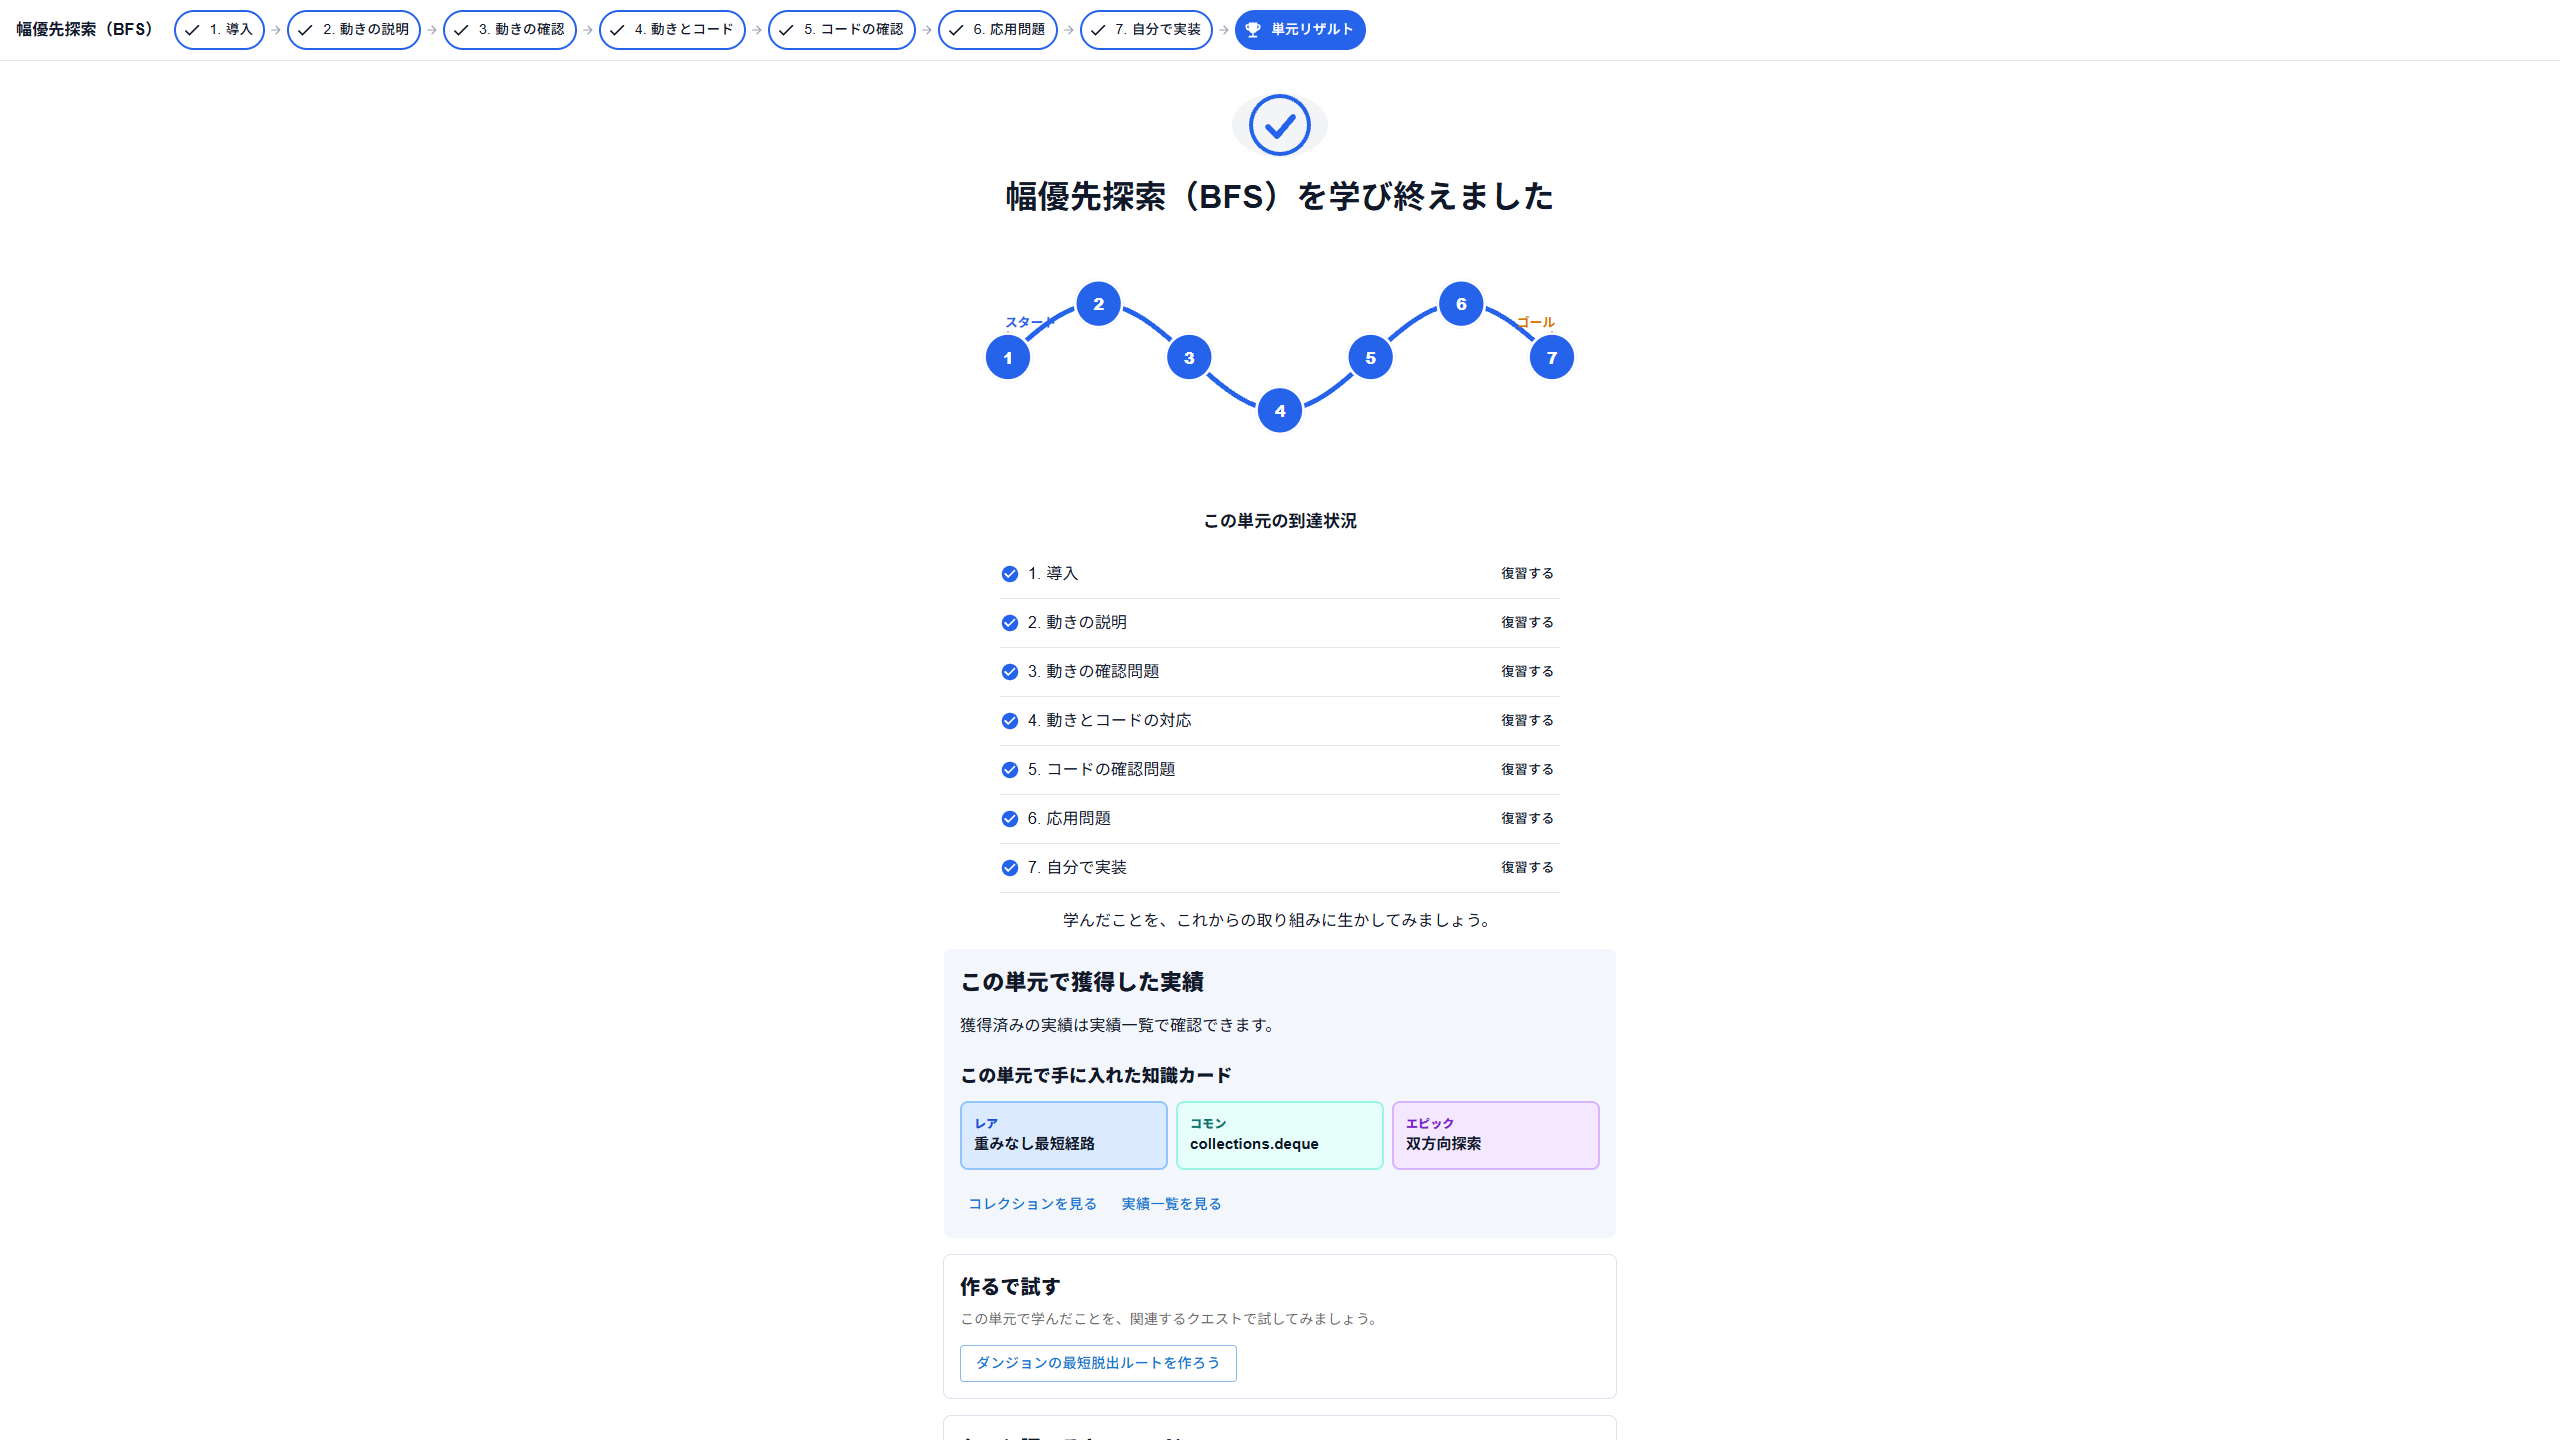 幅優先探索（BFS） 1. 導入 2. 動きの説明 3. 動きの確認 4. 動きとコード 5. コードの確認 6. 応用問題 7. 自分で実装 単元リザルト
幅優先探索（BFS）を学び終えました
2
6
スタート
ゴール
1
3
5
7
4
この単元の到達状況
1. 導入 復習する
2. 動きの説明 復習する
3. 動きの確認問題 復習する
4. 動きとコードの対応 復習する
5. コードの確認問題 復習する
6. 応用問題 復習する
7. 自分で実装 復習する
学んだことを、これからの取り組みに生かしてみましょう。
この単元で獲得した実績
獲得済みの実績は実績一覧で確認できます。
この単元で手に入れた知識カード
レア
重みなし最短経路
コモン
collections.deque
エピック
双方向探索
コレクションを見る 実績一覧を見る
作るで試す
この単元で学んだことを、関連するクエストで試してみましょう。
ダンジョンの最短脱出ルートを作ろう